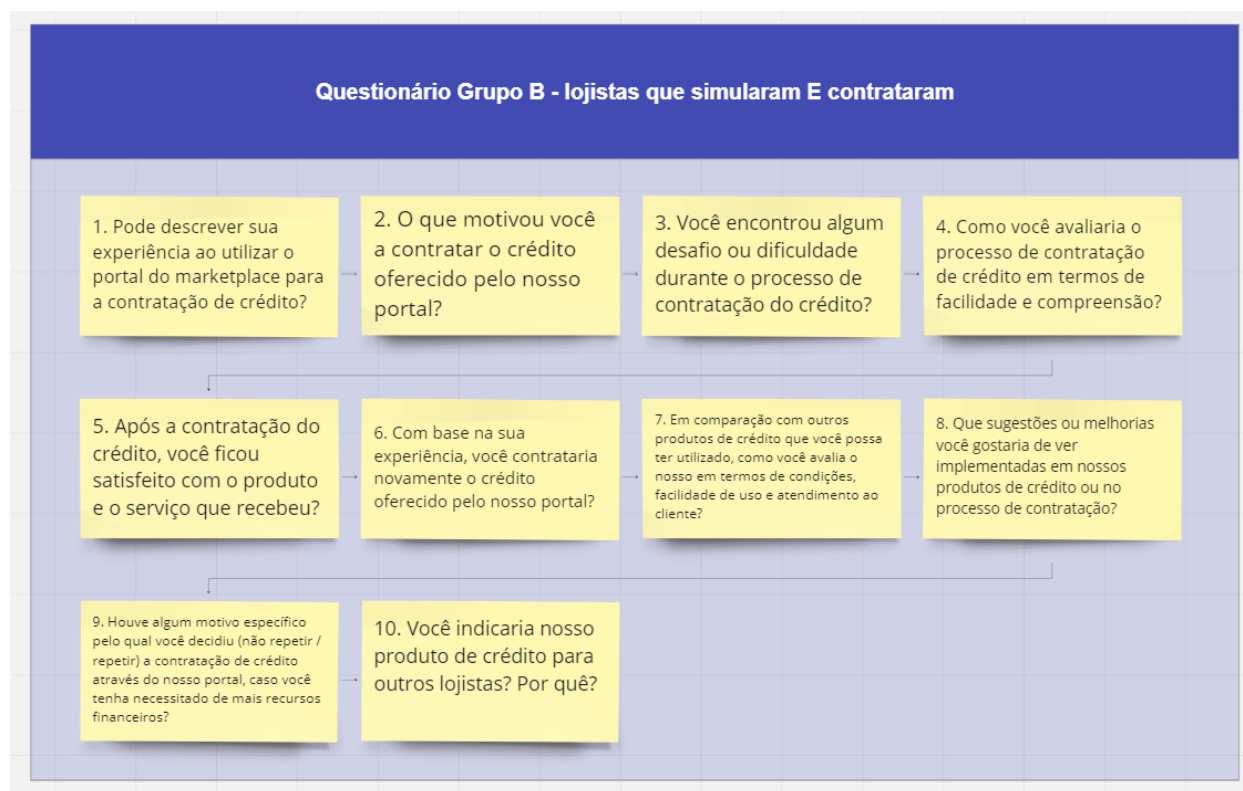 Questionário Grupo B - lojistas que simularam E contrataram
1. Pode descrever sua
experiência ao utilizar o
portal do marketplace para
a contratação de crédito?
2. O que motivou você
a contratar o crédito
oferecido pelo nosso
portal?
3. Você encontrou algum
desafio ou dificuldade
durante o processo de
contratação do crédito?
4. Como você avaliaria o
processo de contratação
de crédito em termos de
facilidade e compreensão?
5. Após a contratação do
crédito, você ficou
satisfeito com o produto
e o serviço que recebeu?
6. Com base na sua
experiência, você contrataria
novamente o crédito
oferecido pelo nosso portal?
7. Em comparação com outros
produtos de crédito que você possa
ter utilizado, como você avalia o
nosso em termos de condições,
facilidade de uso e atendimento ao
cliente?
8. Que sugestões ou melhorias
você gostaria de ver
implementadas em nossos
produtos de crédito ou no
processo de contratação?
9. Houve algum motivo específico
pelo qual você decidiu (não repetir /
repetir) a contratação de crédito
através do nosso portal, caso você
tenha necessitado de mais recursos
financeiros?
10. Você indicaria nosso
produto de crédito para
outros lojistas? Por quê?